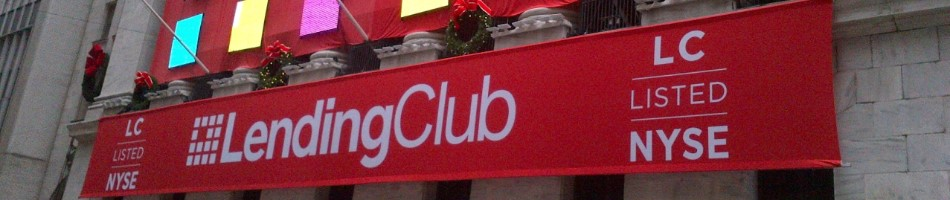 LC
LISTED
NYSE
LendingClub
LC
LISTED
NYSE